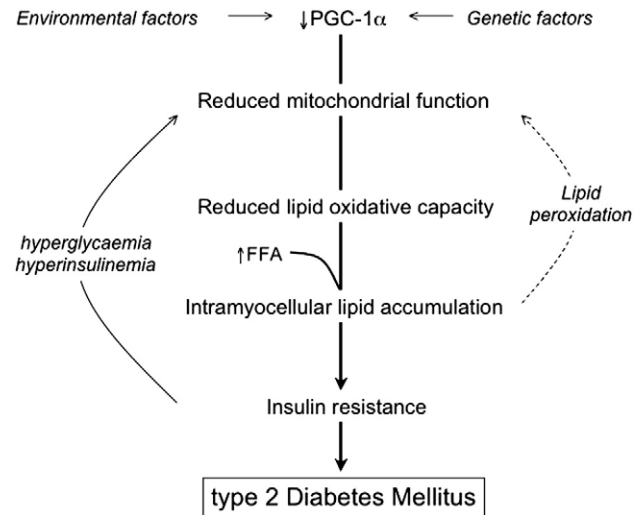 Environmental factors
↓PGC-1α
Genetic factors
Reduced mitochondrial function
Reduced lipid oxidative capacity
Lipid
peroxidation
hyperglycaemia
hyperinsulinemia
↑FFA
Intramyocellular lipid accumulation
Insulin resistance
type 2 Diabetes Mellitus